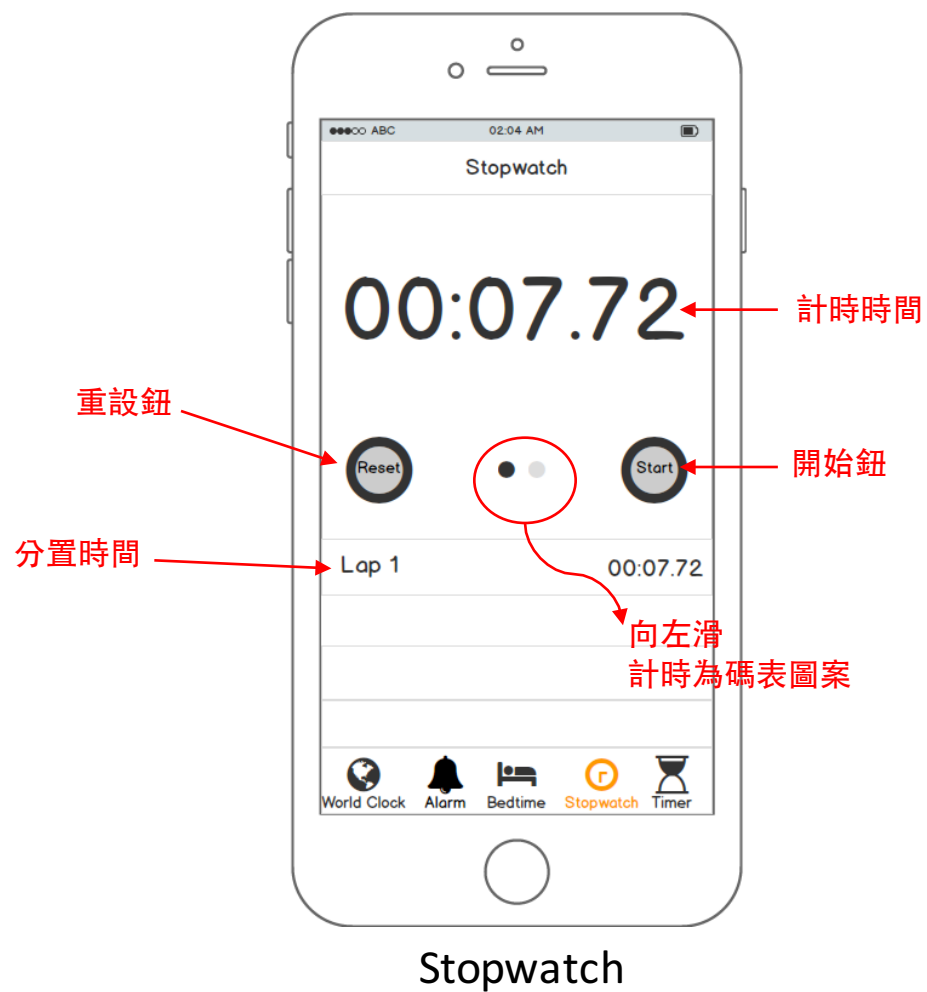 ABC
02:04 AM
Stopwatch
00:07.72
計時時間
重設鈕
Reset
Start
開始鈕
分置時間
Lap 1
00:07.72
向左滑
計時為碼表圖案
World Clock
Alarm
Bedtime
Stopwatch
Timer
Stopwatch